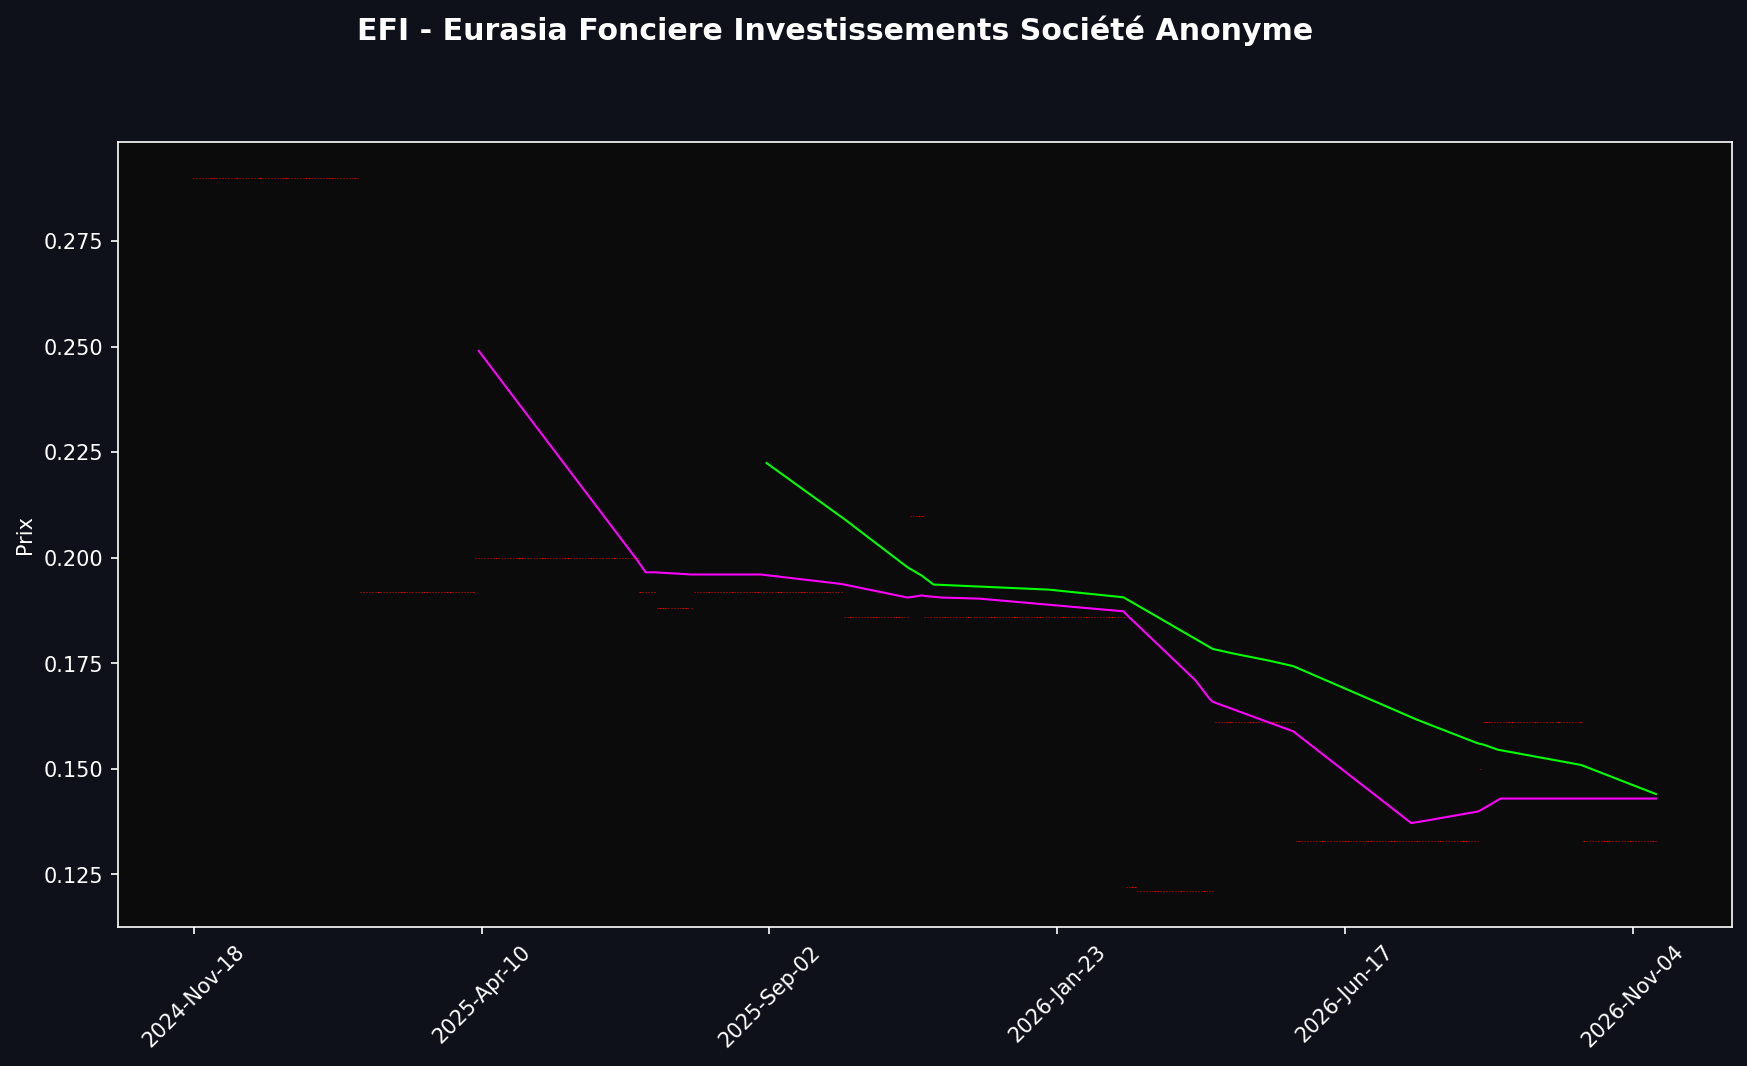 EFI - Eurasia Fonciere Investissements Société Anonyme
Prix
0.275
0.250
0.225
0.200
0.175
0.150
0.125
2024-Nov-18
2025-Apr-10
2025-Sep-02
2026-Jan-23
2026-Jun-17
2026-Nov-04